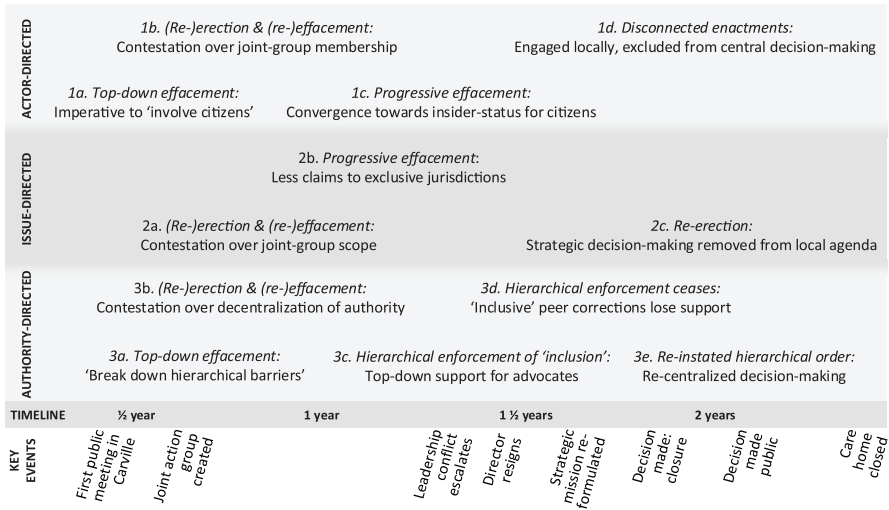 ACTOR-DIRECTED
1b. (Re-)erection & (re-)effacement:
Contestation over joint-group membership
1d. Disconnected enactments:
Engaged locally, excluded from central decision-making
1a. Top-down effacement:
Imperative to ‘involve citizens’
1c. Progressive effacement:
Convergence towards insider-status for citizens
ISSUE-DIRECTED
2b. Progressive effacement:
Less claims to exclusive jurisdictions
2a. (Re-)erection & (re-)effacement:
Contestation over joint-group scope
2c. Re-erection:
Strategic decision-making removed from local agenda
AUTHORITY-DIRECTED
3b. (Re-)erection & (re-)effacement:
Contestation over decentralization of authority
3d. Hierarchical enforcement ceases:
‘Inclusive’ peer corrections lose support
3a. Top-down effacement:
‘Break down hierarchical barriers’
3c. Hierarchical enforcement of ‘inclusion’:
Top-down support for advocates
3e. Re-instated hierarchical order:
Re-centralized decision-making
TIMELINE
½ year
1 year
1 ½ years
2 years
KEY
EVENTS
First public
meeting in
Carville
Joint action
group
created
Leadership
conflict
escalates
Director
resigns
Strategic
mission re-
formulated
Decision
made:
closure
Decision
made
public
Care
home
closed